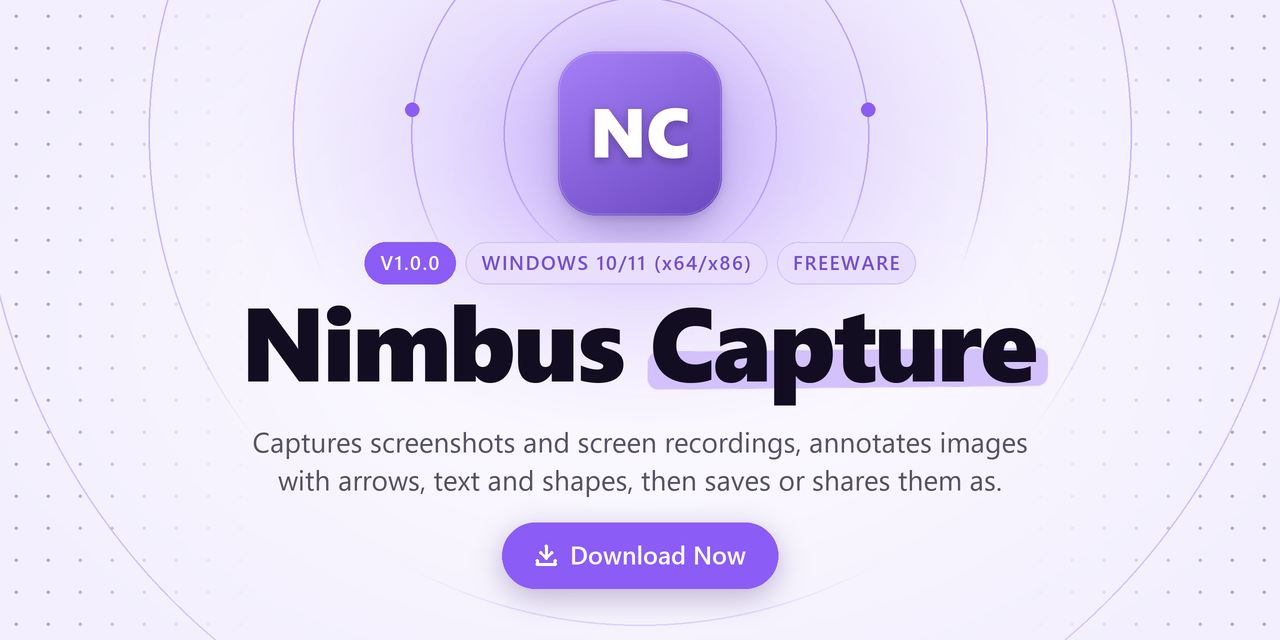 NC
V1.0.0 WINDOWS 10/11 (x64/x86) FREEWARE
Nimbus Capture
Captures screenshots and screen recordings, annotates images
with arrows, text and shapes, then saves or shares them as.
Download Now